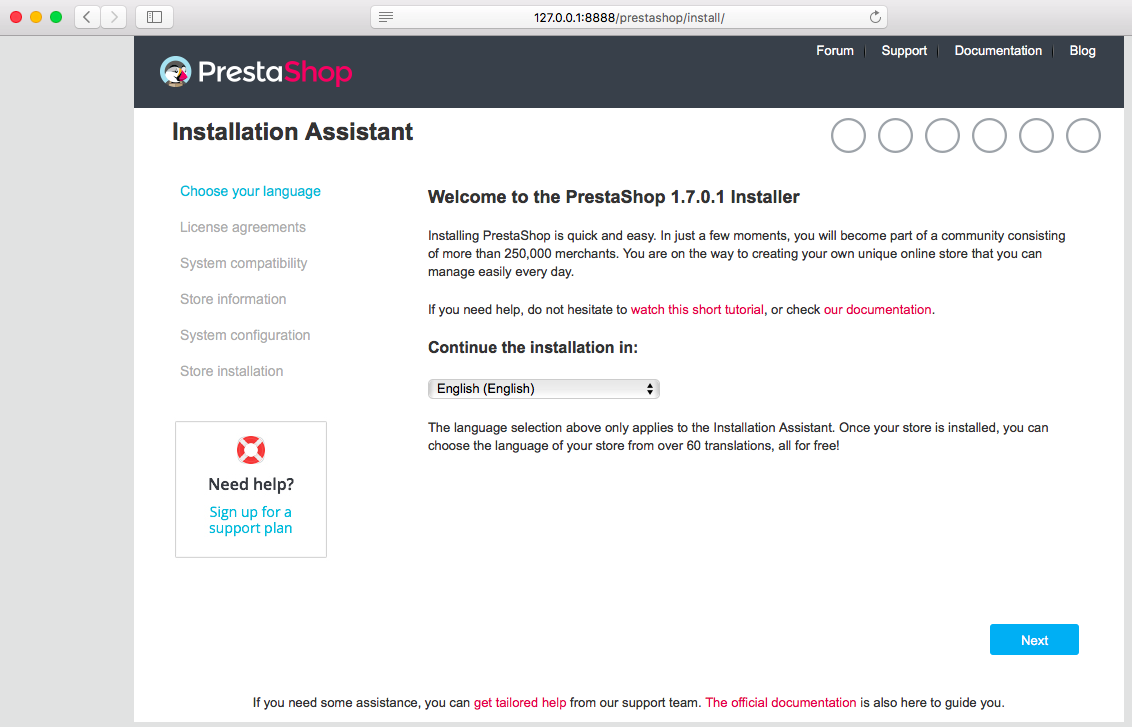 127.0.0.1:8888/prestashop/install/
Forum
Support
Documentation
Blog
PrestaShop
Installation Assistant
Choose your language
License agreements
System compatibility
Store information
System configuration
Store installation
Need help?
Sign up for a
support plan
Welcome to the PrestaShop 1.7.0.1 Installer
Installing PrestaShop is quick and easy. In just a few moments, you will become part of a community consisting
of more than 250,000 merchants. You are on the way to creating your own unique online store that you can
manage easily every day.
If you need help, do not hesitate to watch this short tutorial, or check our documentation.
Continue the installation in:
English (English)
The language selection above only applies to the Installation Assistant. Once your store is installed, you can
choose the language of your store from over 60 translations, all for free!
Next
If you need some assistance, you can get tailored help from our support team. The official documentation is also here to guide you.